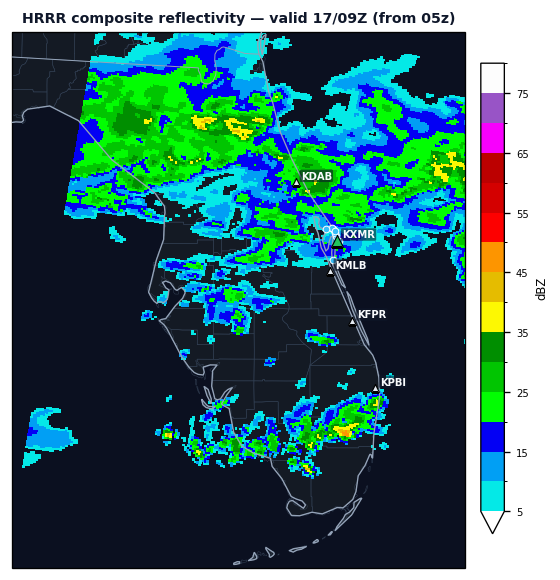 HRRR composite reflectivity — valid 17/09Z (from 05z)
75
65
55
45
35
25
15
5
dBZ
KDAB
KXMR
KMLB
KFPR
KPBI